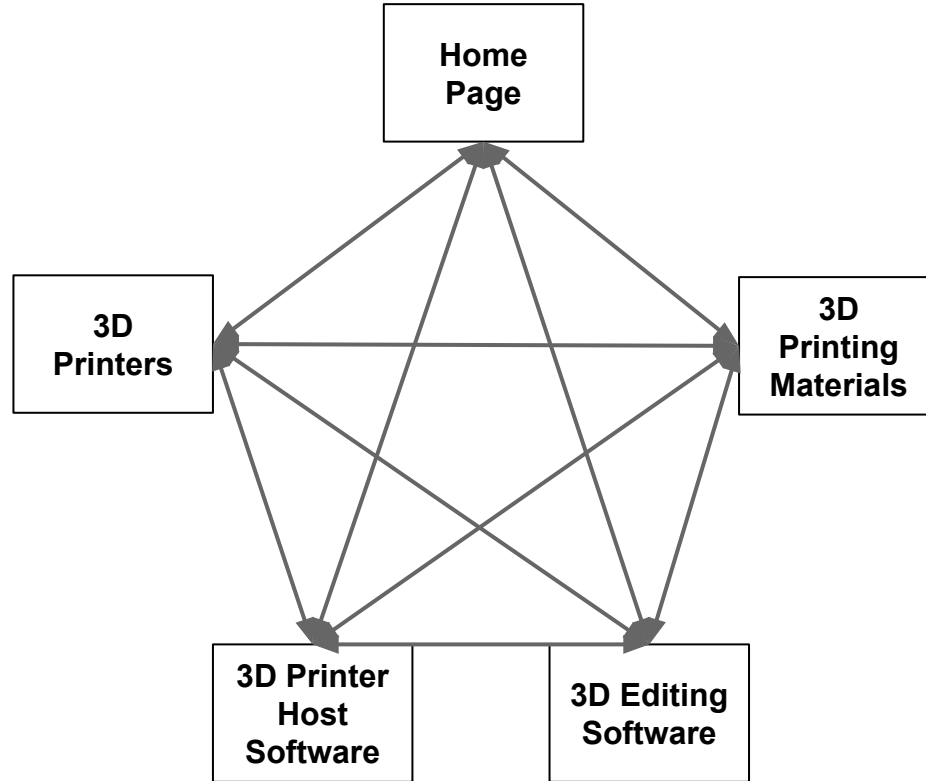 Home
Page
3D
Printers
3D
Printing
Materials
3D Printer
Host
Software
3D Editing
Software